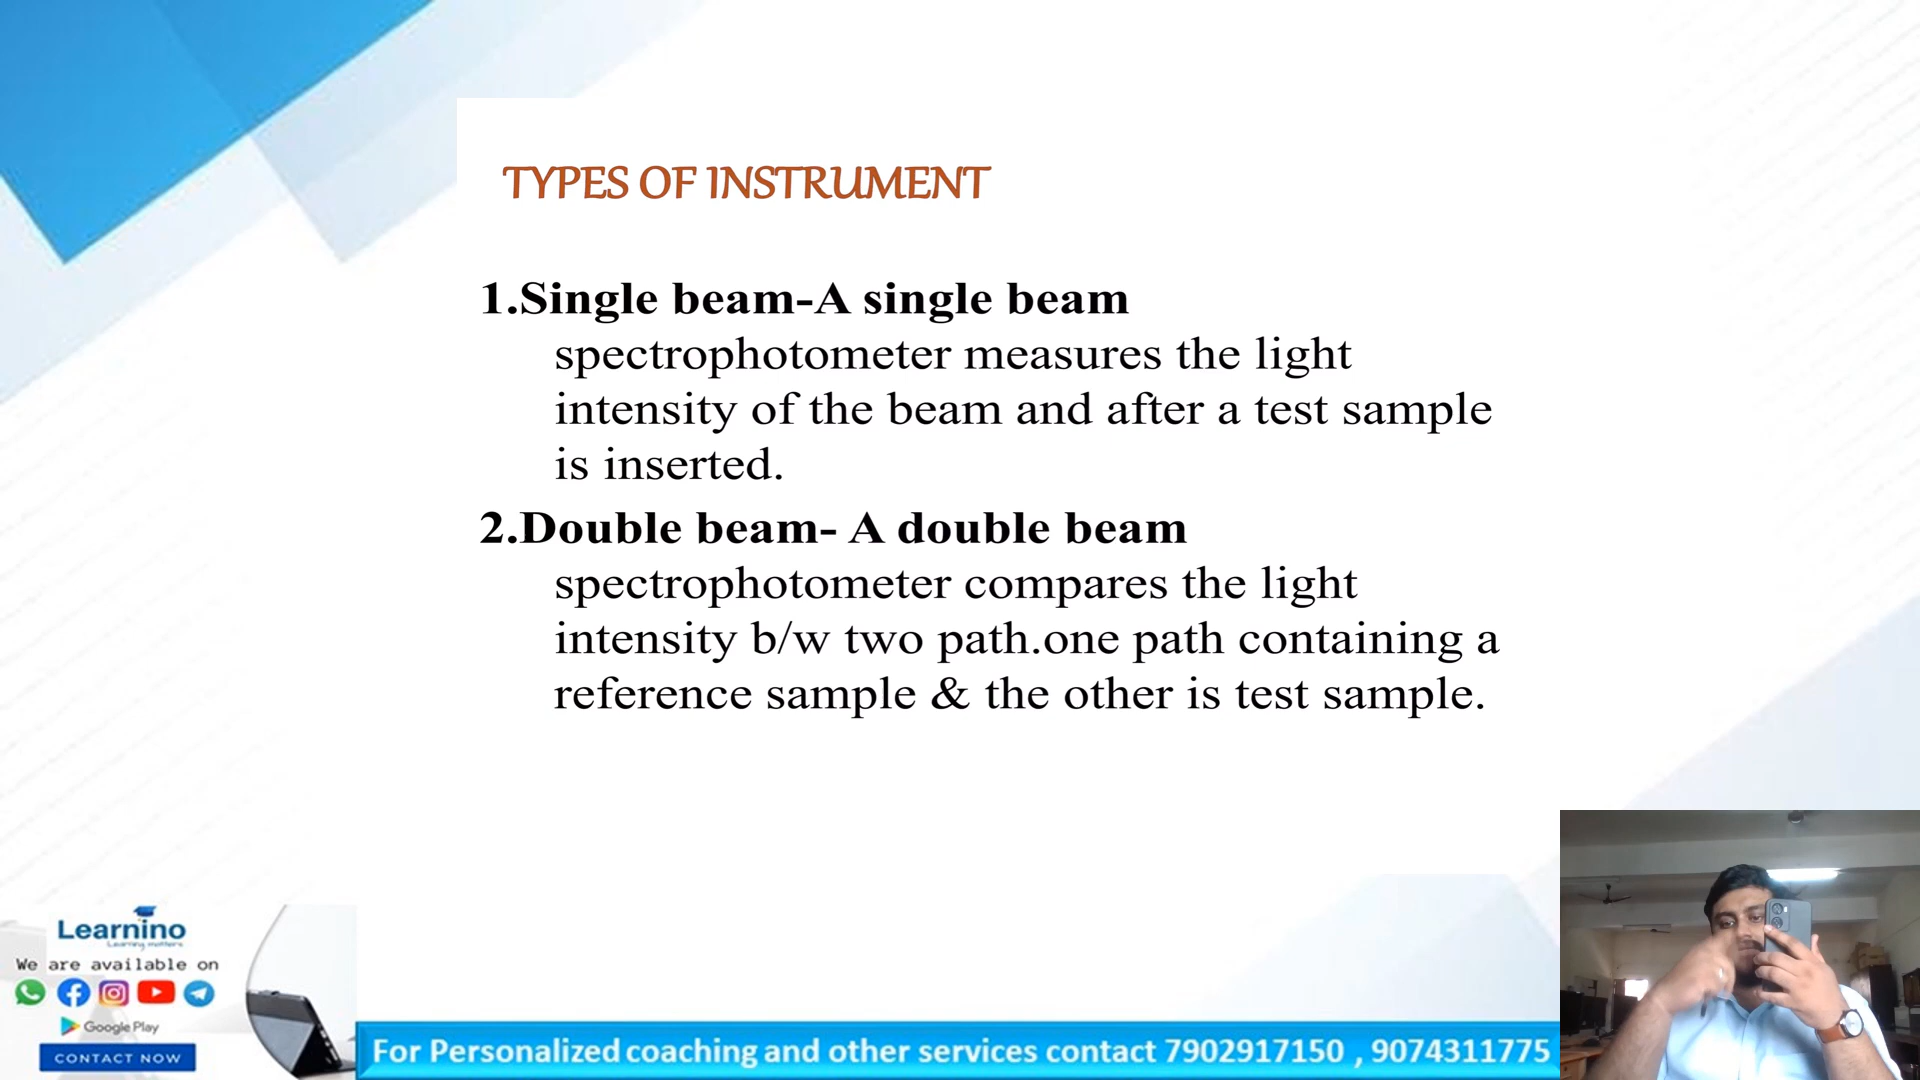 TYPES OF INSTRUMENT
1.Single beam-A single beam
spectrophotometer measures the light
intensity of the beam and after a test sample
is inserted.
2.Double beam- A double beam
spectrophotometer compares the light
intensity b/w two path.one path containing a
reference sample & the other is test sample.
Learnino
Learning matters
We are available on
Google Play
CONTACT NOW
For Personalized coaching and other services contact 7902917150 , 9074311775